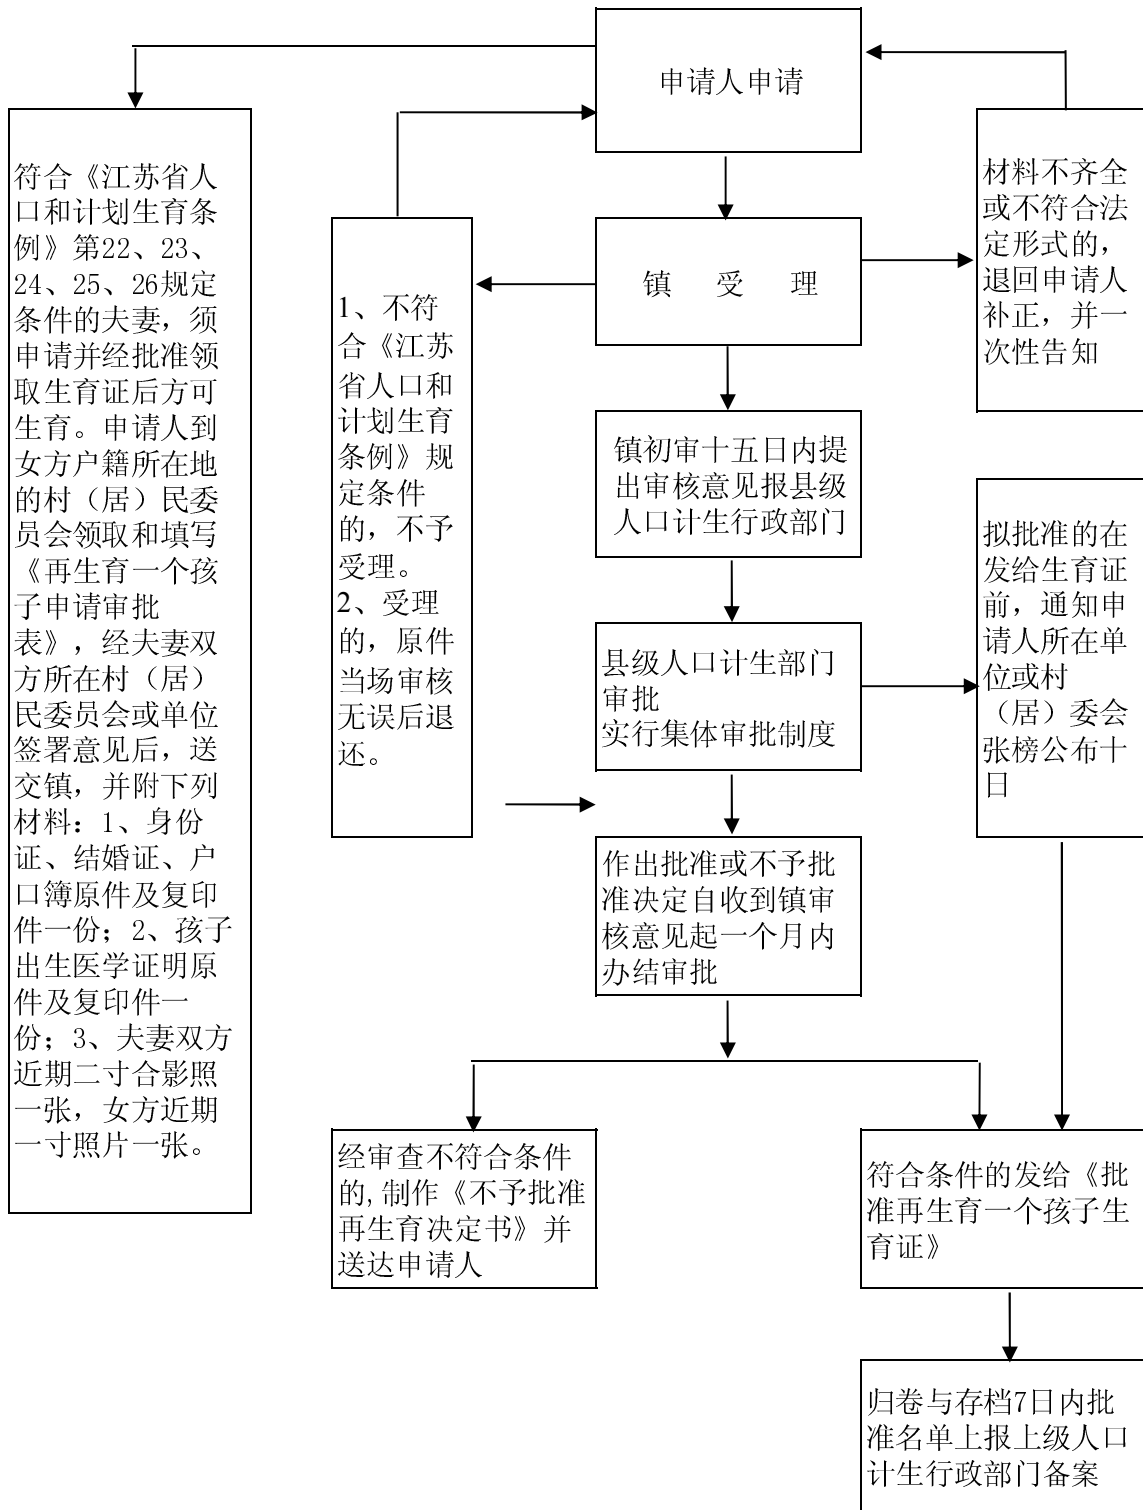 申请人申请
符合《江苏省人
口和计划生育条
例》第22、23、
24、25、26规定
条件的夫妻，须
申请并经批准领
取生育证后方可
生育。申请人到
女方户籍所在地
的村（居）民委
员会领取和填写
《再生育一个孩
子申请审批
表》，经夫妻双
方所在村（居）
民委员会或单位
签署意见后，送
交镇，并附下列
材料：1、身份
证、结婚证、户
口簿原件及复印
件一份；2、孩子
出生医学证明原
件及复印件一
份；3、夫妻双方
近期二寸合影照
一张，女方近期
一寸照片一张。
1、不符
合《江苏
省人口和
计划生育
条例》规
定条件
的，不予
受理。
2、受理
的，原件
当场审核
无误后退
还。
镇 受 理
材料不齐全
或不符合法
定形式的，
退回申请人
补正，并一
次性告知
镇初审十五日内提
出审核意见报县级
人口计生行政部门
县级人口计生部门
审批
实行集体审批制度
拟批准的在
发给生育证
前，通知申
请人所在单
位或村
（居）委会
张榜公布十
日
作出批准或不予批
准决定自收到镇审
核意见起一个月内
办结审批
经审查不符合条件
的,制作《不予批准
再生育决定书》并
送达申请人
符合条件的发给《批
准再生育一个孩子生
育证》
归卷与存档7日内批
准名单上报上级人口
计生行政部门备案